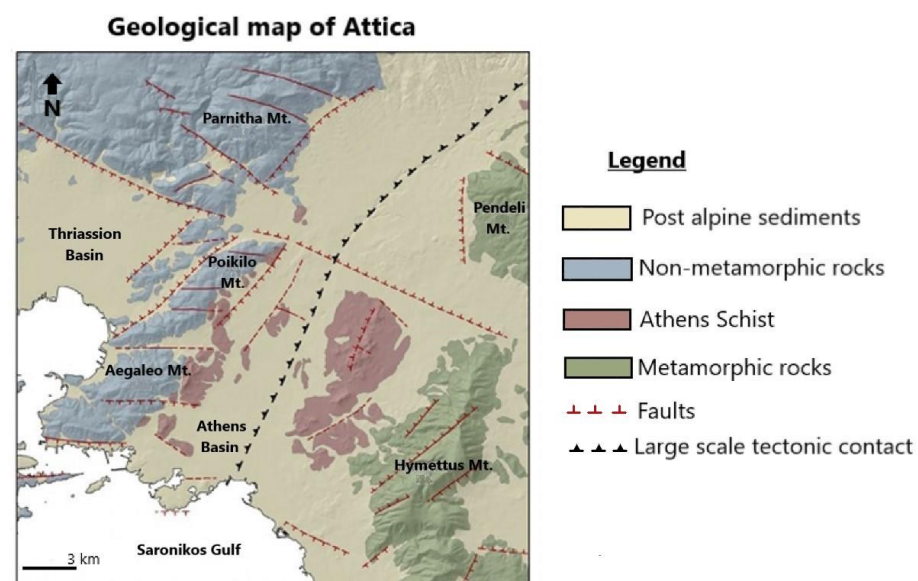 Geological map of Attica
N
Parnitha Mt.
Pendeli
Mt.
Thriassion
Basin
Poikilo
Mt.
Aegaleo Mt.
Athens
Basin
Hymettus Mt.
Saronikos Gulf
3 km
Legend
Post alpine sediments
Non-metamorphic rocks
Athens Schist
Metamorphic rocks
Faults
Large scale tectonic contact